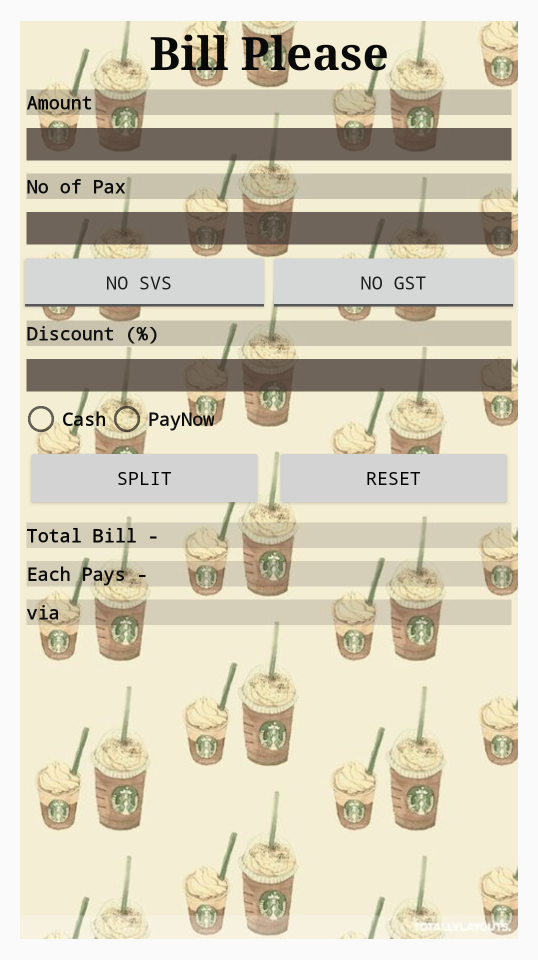 Bill Please
Amount
No of Pax
NO SVS NO GST
Discount (%)
Cash PayNow
SPLIT RESET
Total Bill -
Each Pays -
via
TOTALLYLAYOUTS.